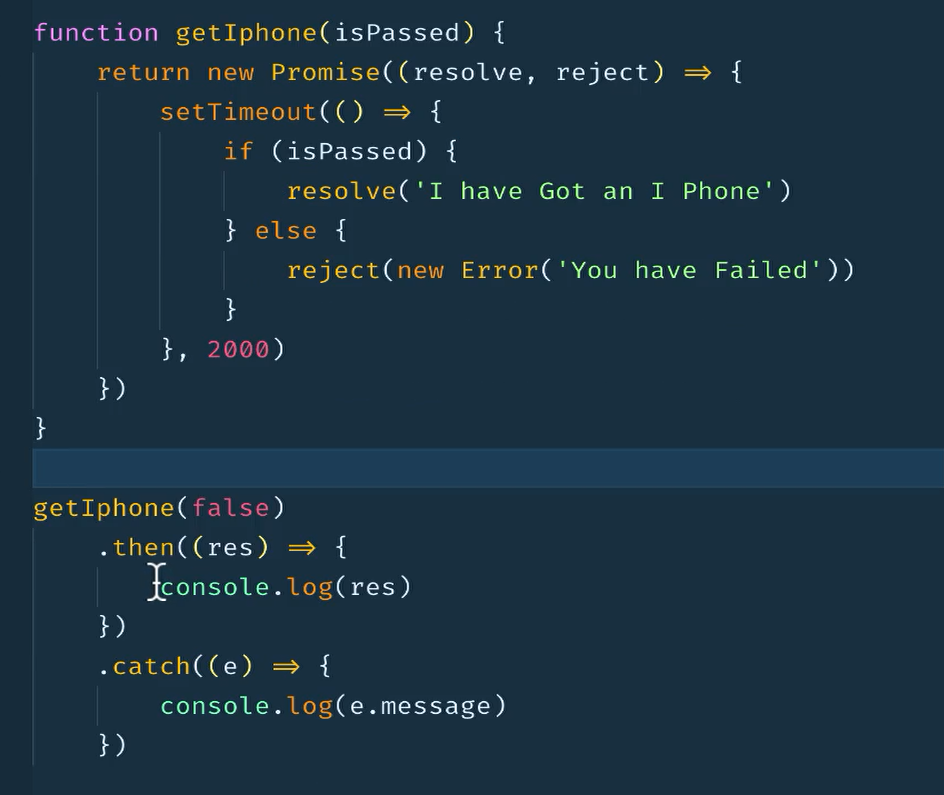 function getIphone(isPassed) {
    return new Promise((resolve, reject) => {
        setTimeout(() => {
            if (isPassed) {
                resolve('I have Got an I Phone')
            } else {
                reject(new Error('You have Failed'))
            }
        }, 2000)
    })
}

getIphone(false)
    .then((res) => {
        console.log(res)
    })
    .catch((e) => {
        console.log(e.message)
    })